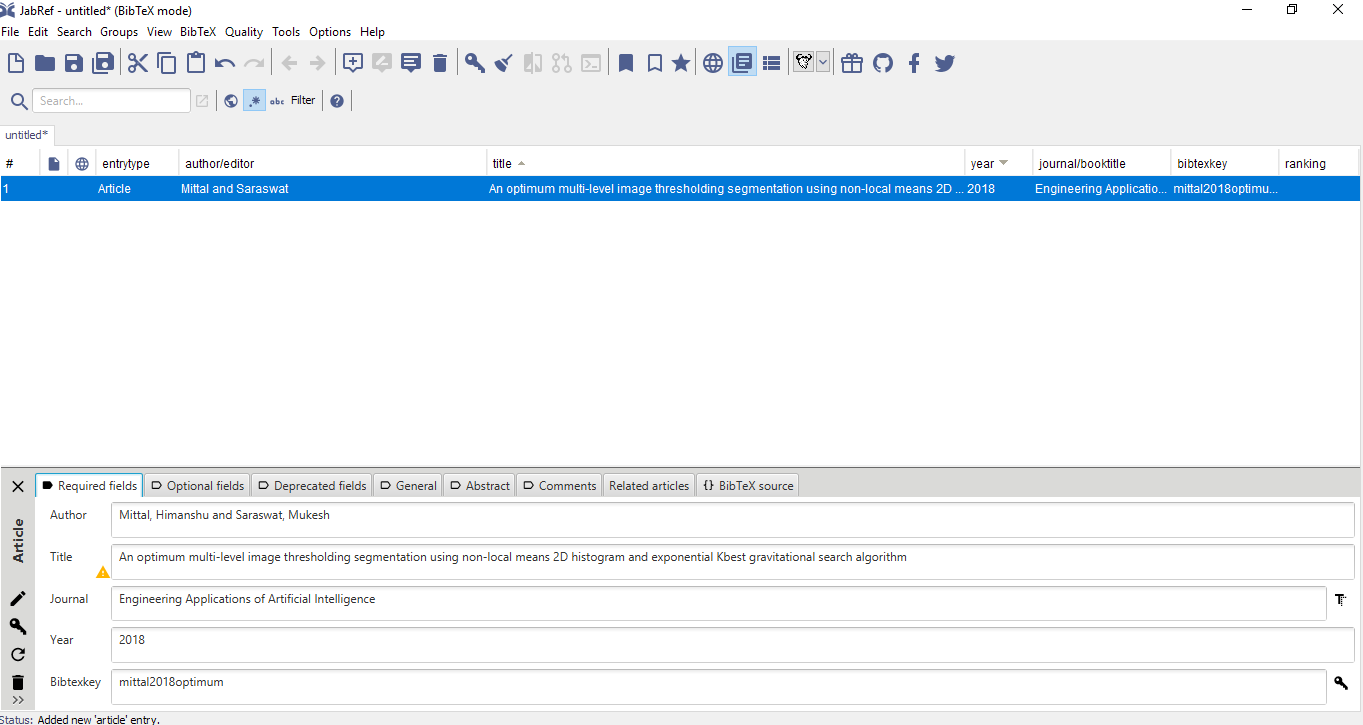 JabRef - untitled* (BibTeX mode)
File Edit Search Groups View BibTeX Quality Tools Options Help
Search...
abc Filter
untitled*
# entrytype author/editor title year journal/booktitle bibtexkey ranking
1 Article Mittal and Saraswat An optimum multi-level image thresholding segmentation using non-local means 2D ... 2018 Engineering Applicatio... mittal2018optimu...
Required fields Optional fields Deprecated fields General Abstract Comments Related articles {} BibTeX source
Article
Author Mittal, Himanshu and Saraswat, Mukesh
Title An optimum multi-level image thresholding segmentation using non-local means 2D histogram and exponential Kbest gravitational search algorithm
Journal Engineering Applications of Artificial Intelligence
Year 2018
Bibtexkey mittal2018optimum
Status: Added new 'article' entry.